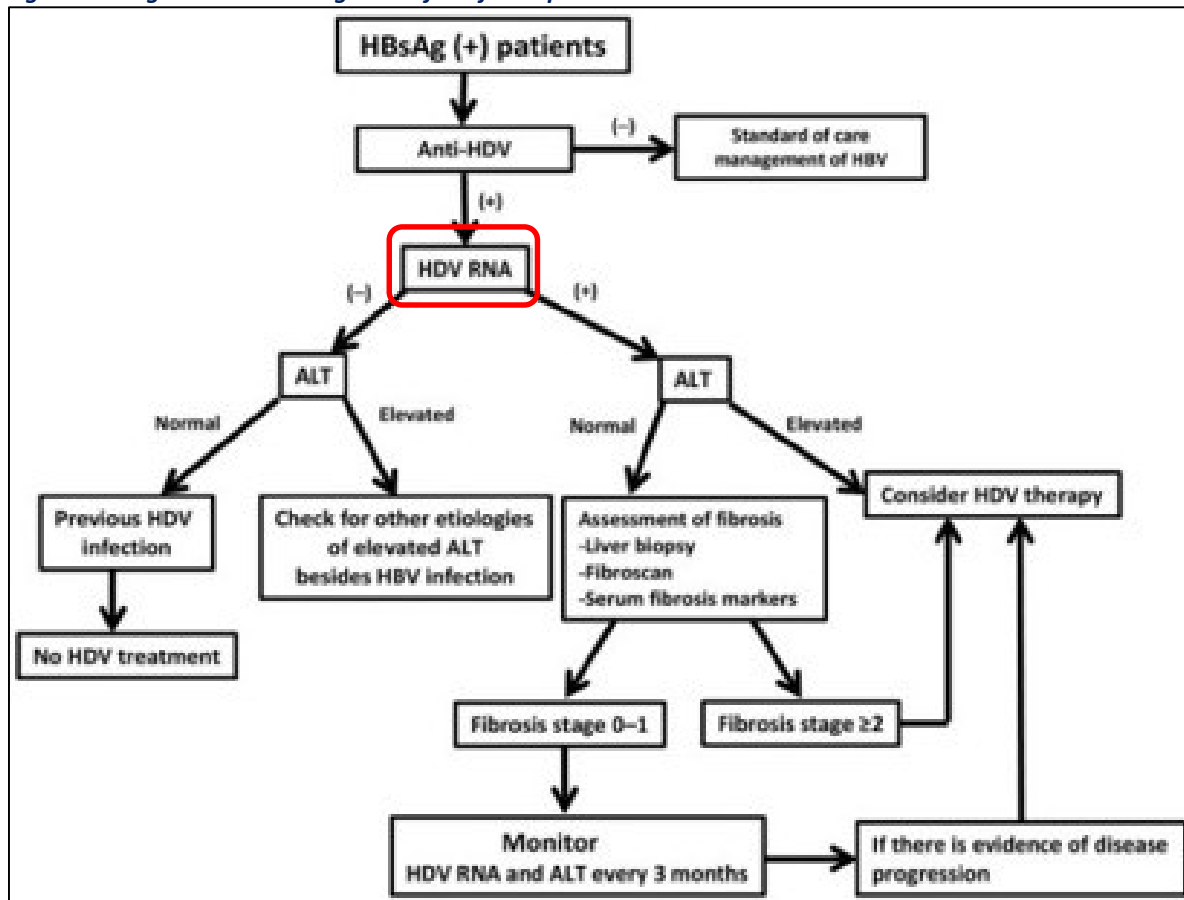 HBsAg (+) patients
Anti-HDV
(−)
Standard of care
management of HBV
(+)
HDV RNA
(−)
(+)
ALT
ALT
Normal
Elevated
Normal
Elevated
Previous HDV
infection
Check for other etiologies
of elevated ALT
besides HBV infection
Assessment of fibrosis
-Liver biopsy
-Fibroscan
-Serum fibrosis markers
Consider HDV therapy
No HDV treatment
Fibrosis stage 0–1
Fibrosis stage ≥2
Monitor
HDV RNA and ALT every 3 months
If there is evidence of disease
progression